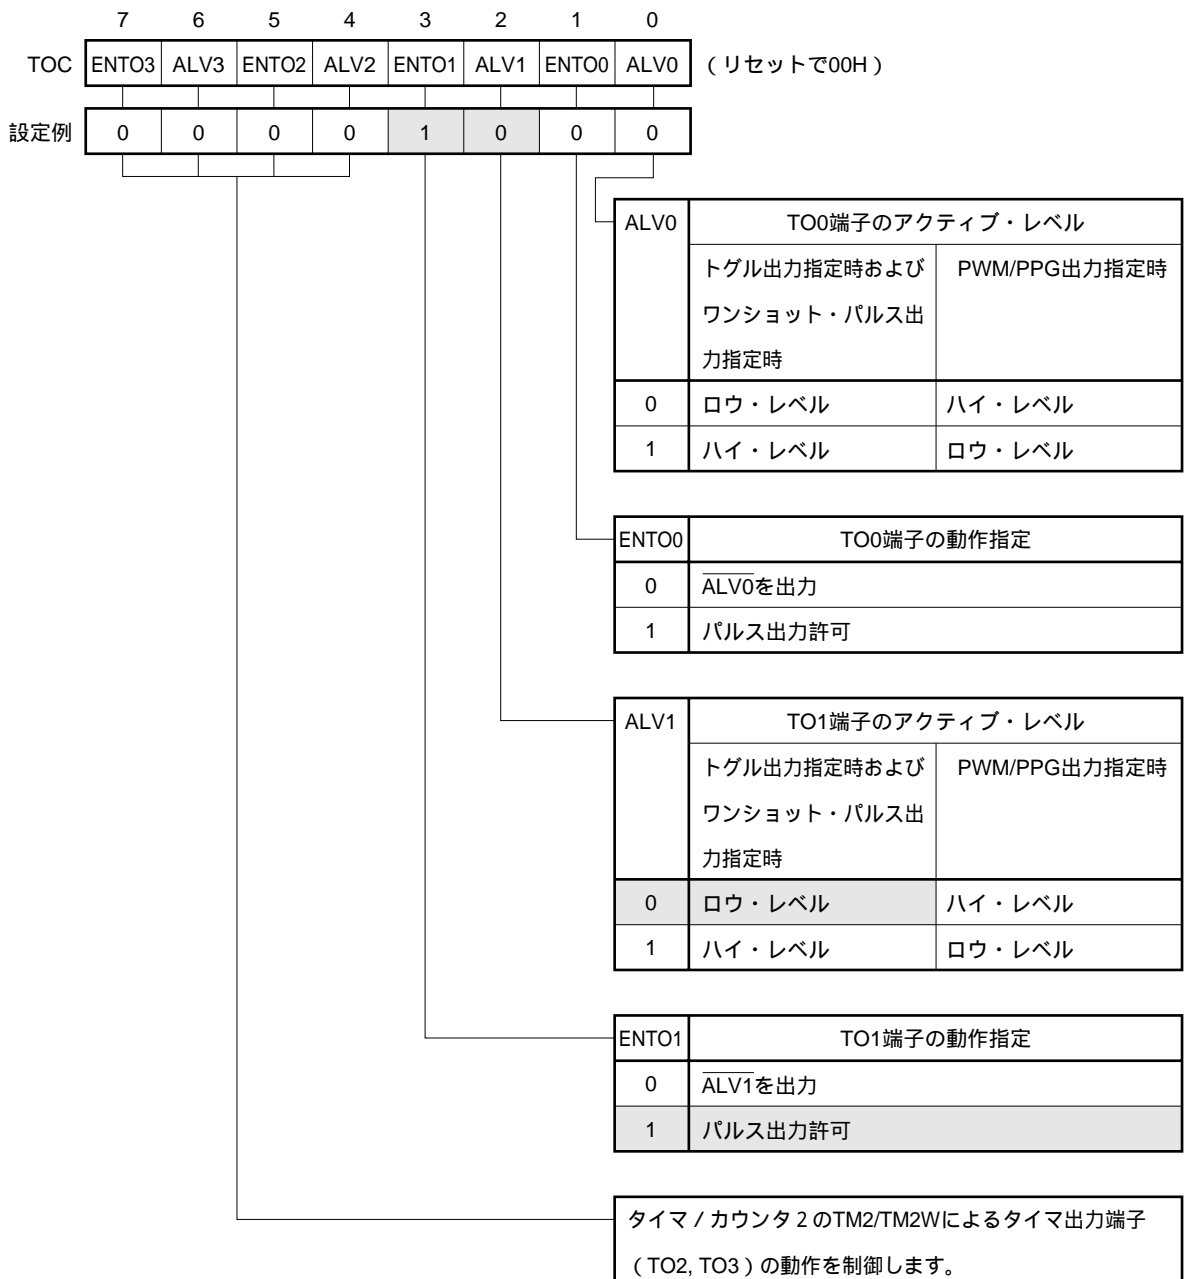 7 6 5 4 3 2 1 0
TOC ENTO3 ALV3 ENTO2 ALV2 ENTO1 ALV1 ENTO0 ALV0 （リセットで00H）
設定例 0 0 0 0 1 0 0 0
ALV0 TO0端子のアクティブ・レベル
トグル出力指定時および PWM/PPG出力指定時
ワンショット・パルス出
力指定時
0 ロウ・レベル ハイ・レベル
1 ハイ・レベル ロウ・レベル
ENTO0 TO0端子の動作指定
0 A̅L̅V̅0̅を出力
1 パルス出力許可
ALV1 TO1端子のアクティブ・レベル
トグル出力指定時および PWM/PPG出力指定時
ワンショット・パルス出
力指定時
0 ロウ・レベル ハイ・レベル
1 ハイ・レベル ロウ・レベル
ENTO1 TO1端子の動作指定
0 A̅L̅V̅1̅を出力
1 パルス出力許可
タイマ／カウンタ２のTM2/TM2Wによるタイマ出力端子
（TO2, TO3）の動作を制御します。